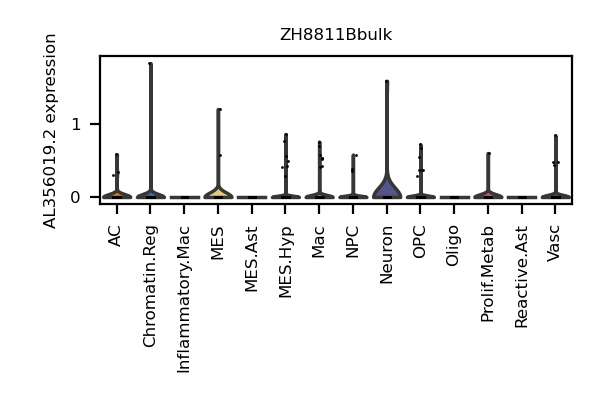 ZH8811Bbulk
AL356019.2 expression
1
0
AC
Chromatin.Reg
Inflammatory.Mac
MES
MES.Ast
MES.Hyp
Mac
NPC
Neuron
OPC
Oligo
Prolif.Metab
Reactive.Ast
Vasc